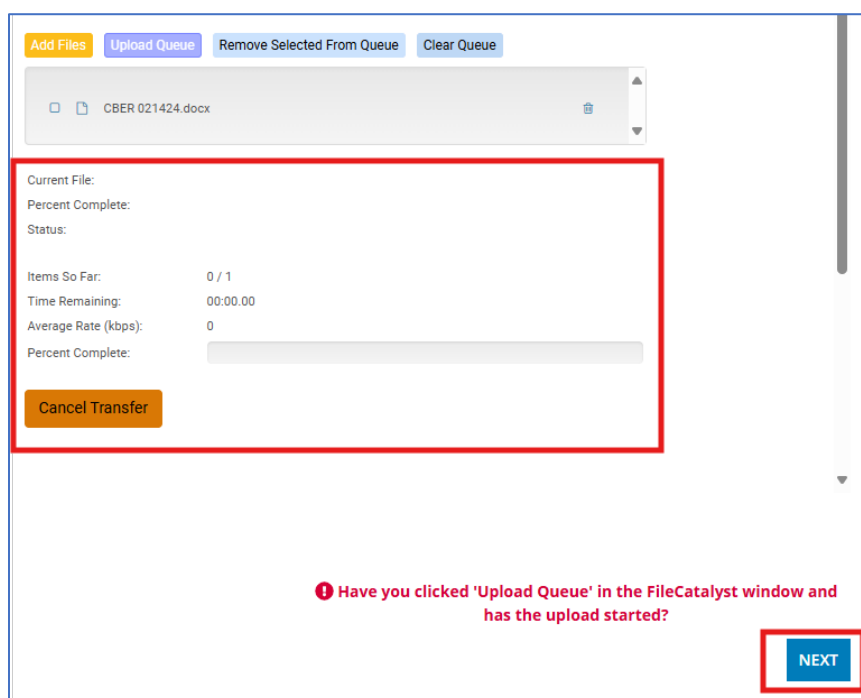 Add Files Upload Queue Remove Selected From Queue Clear Queue
CBER 021424.docx
Current File:
Percent Complete:
Status:
Items So Far: 0 / 1
Time Remaining: 00:00.00
Average Rate (kbps): 0
Percent Complete:
Cancel Transfer
Have you clicked 'Upload Queue' in the FileCatalyst window and
has the upload started?
NEXT